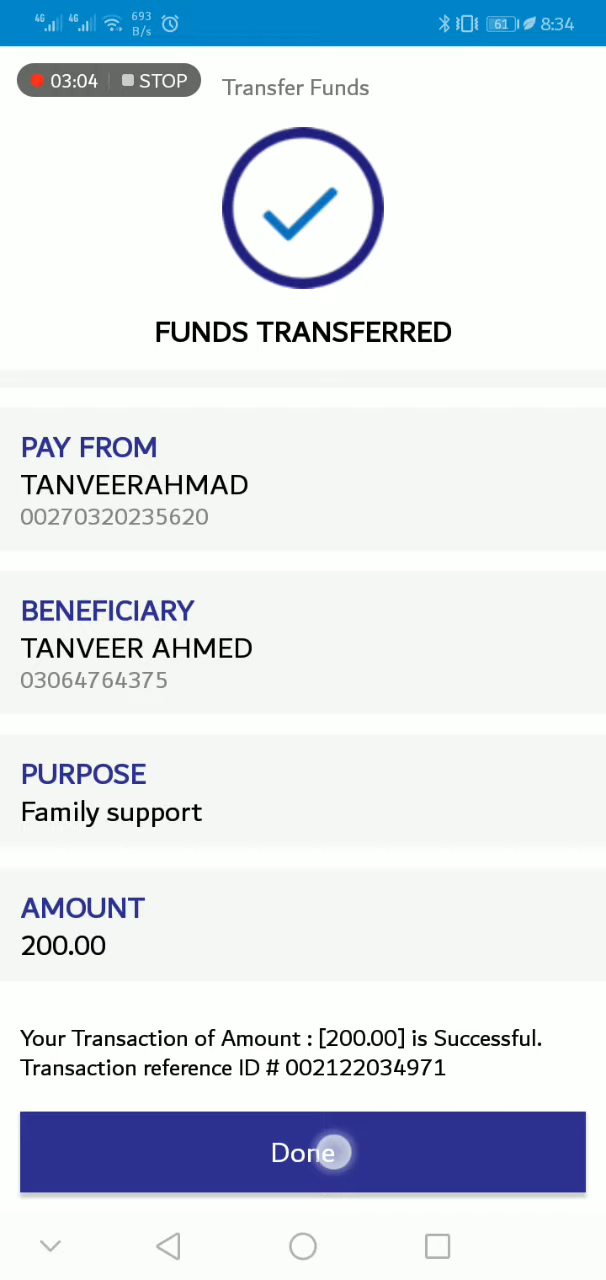 4G 4G 693 B/s 61 8:34
03:04 STOP Transfer Funds
FUNDS TRANSFERRED
PAY FROM
TANVEERAHMAD
00270320235620
BENEFICIARY
TANVEER AHMED
03064764375
PURPOSE
Family support
AMOUNT
200.00
Your Transaction of Amount : [200.00] is Successful.
Transaction reference ID # 002122034971
Done